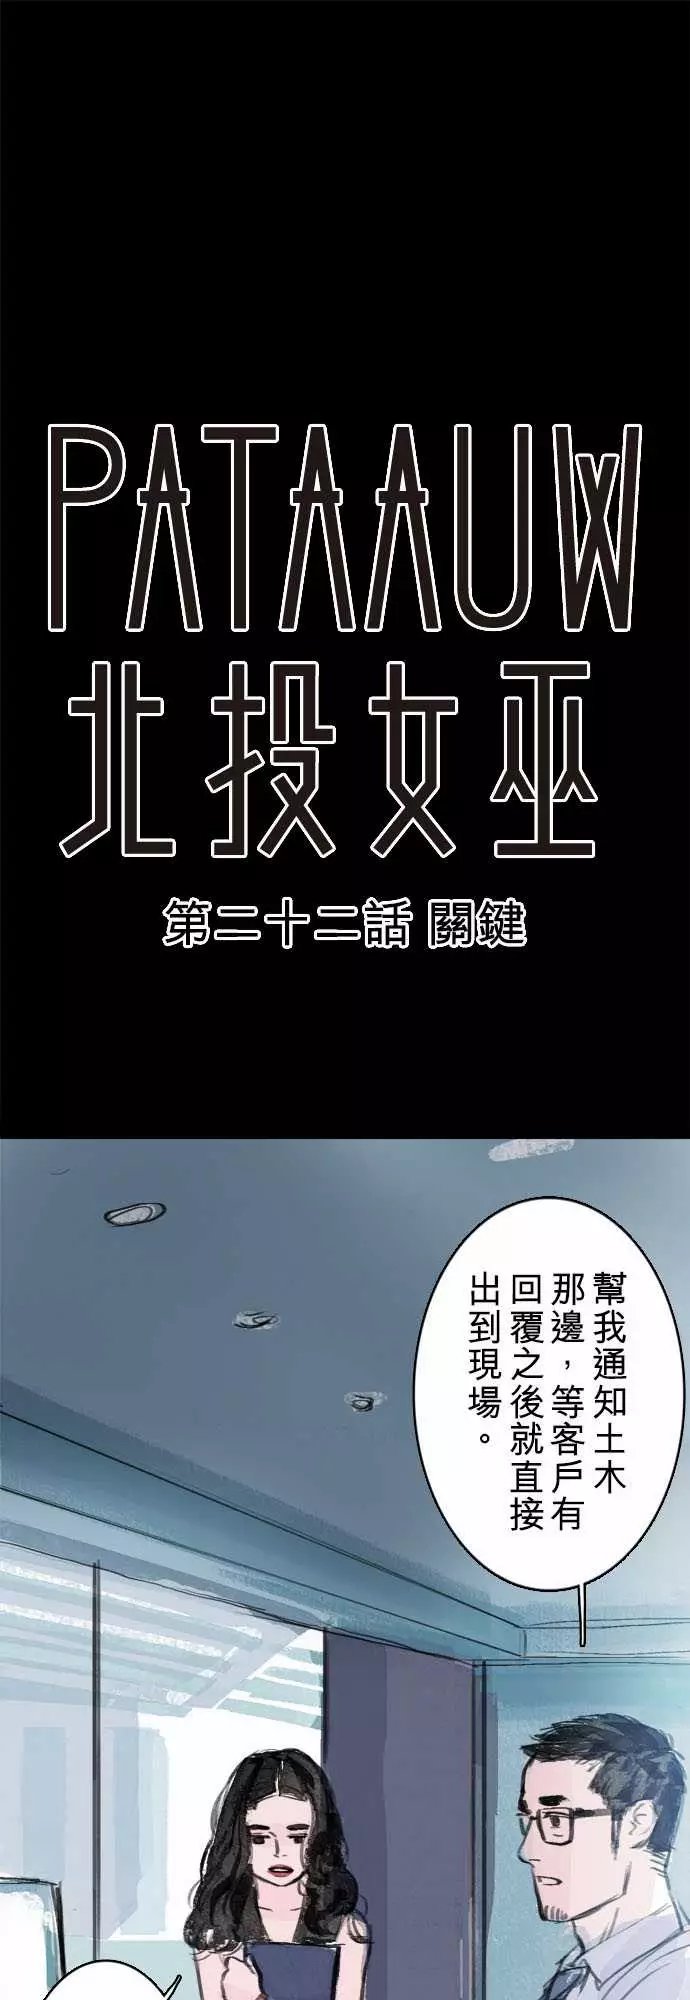 PATAAUW
北投女巫
第二十二話 關鍵
幫我通知土木
那邊，等客戶有
回覆之後就直接
出到現場。